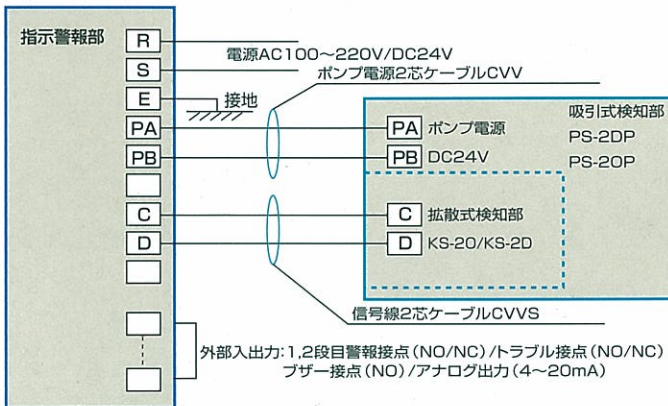 指示警報部
R
電源AC100～220V/DC24V
S
ポンプ電源2芯ケーブルCVV
E
接地
吸引式検知部
PA
PA ポンプ電源
PS-2DP
PB
PB DC24V
PS-2OP
C
C 拡散式検知部
D
D KS-2O/KS-2D
信号線2芯ケーブルCVVS
外部入出力:1,2段目警報接点(NO/NC)/トラブル接点(NO/NC)
ブザー接点(NO)/アナログ出力(4～20mA)